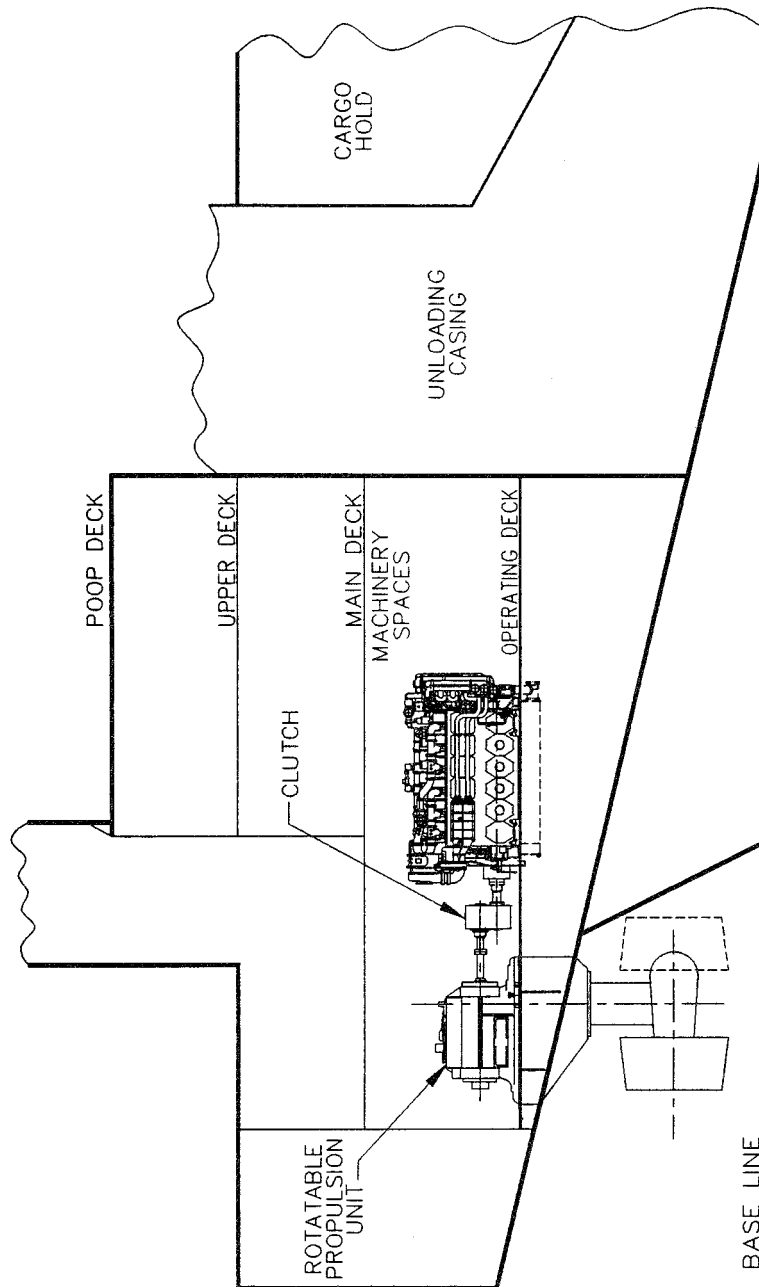 POOP DECK
UPPER DECK
MAIN DECK
MACHINERY
SPACES
OPERATING DECK
CLUTCH
ROTATABLE
PROPULSION
UNIT
UNLOADING
CASING
CARGO
HOLD
BASE LINE